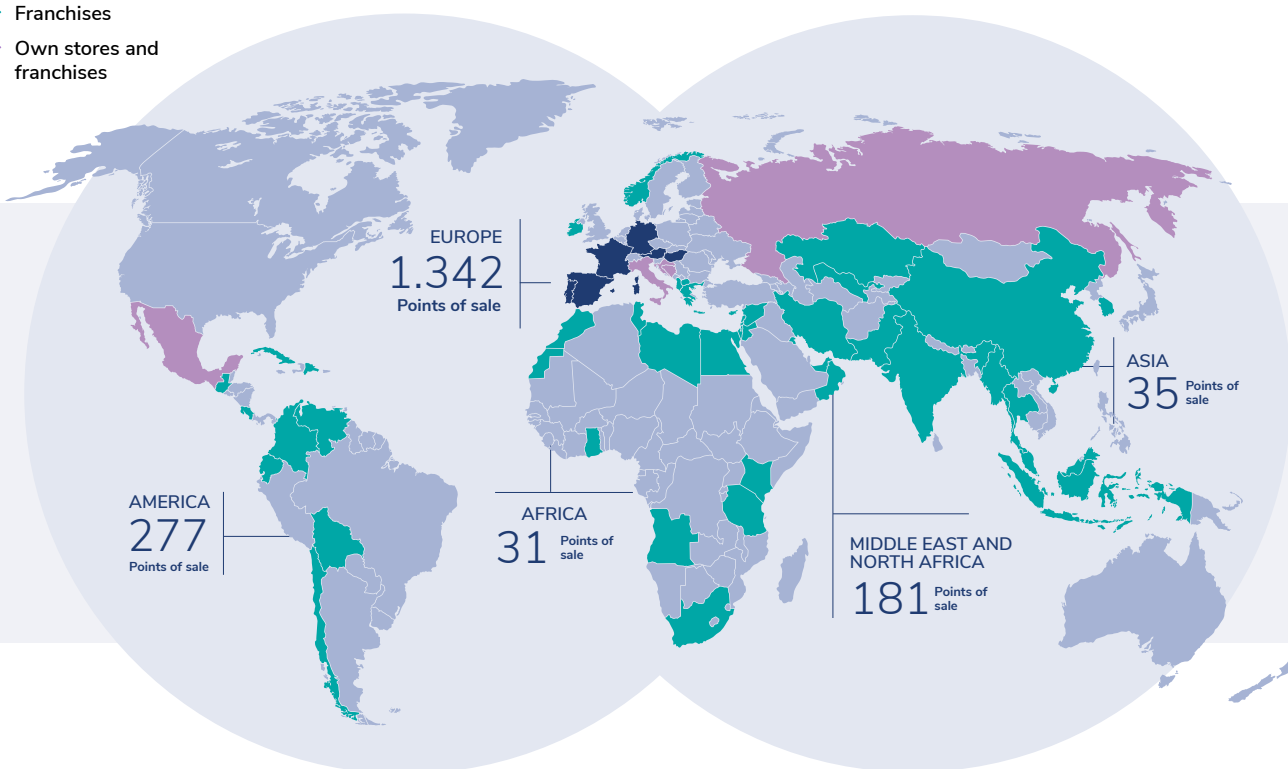 Franchises
Own stores and
franchises
EUROPE
1.342
Points of sale
ASIA
35 Points of
sale
AMERICA
277
Points of sale
AFRICA
31 Points of
sale
MIDDLE EAST AND
NORTH AFRICA
181 Points of
sale